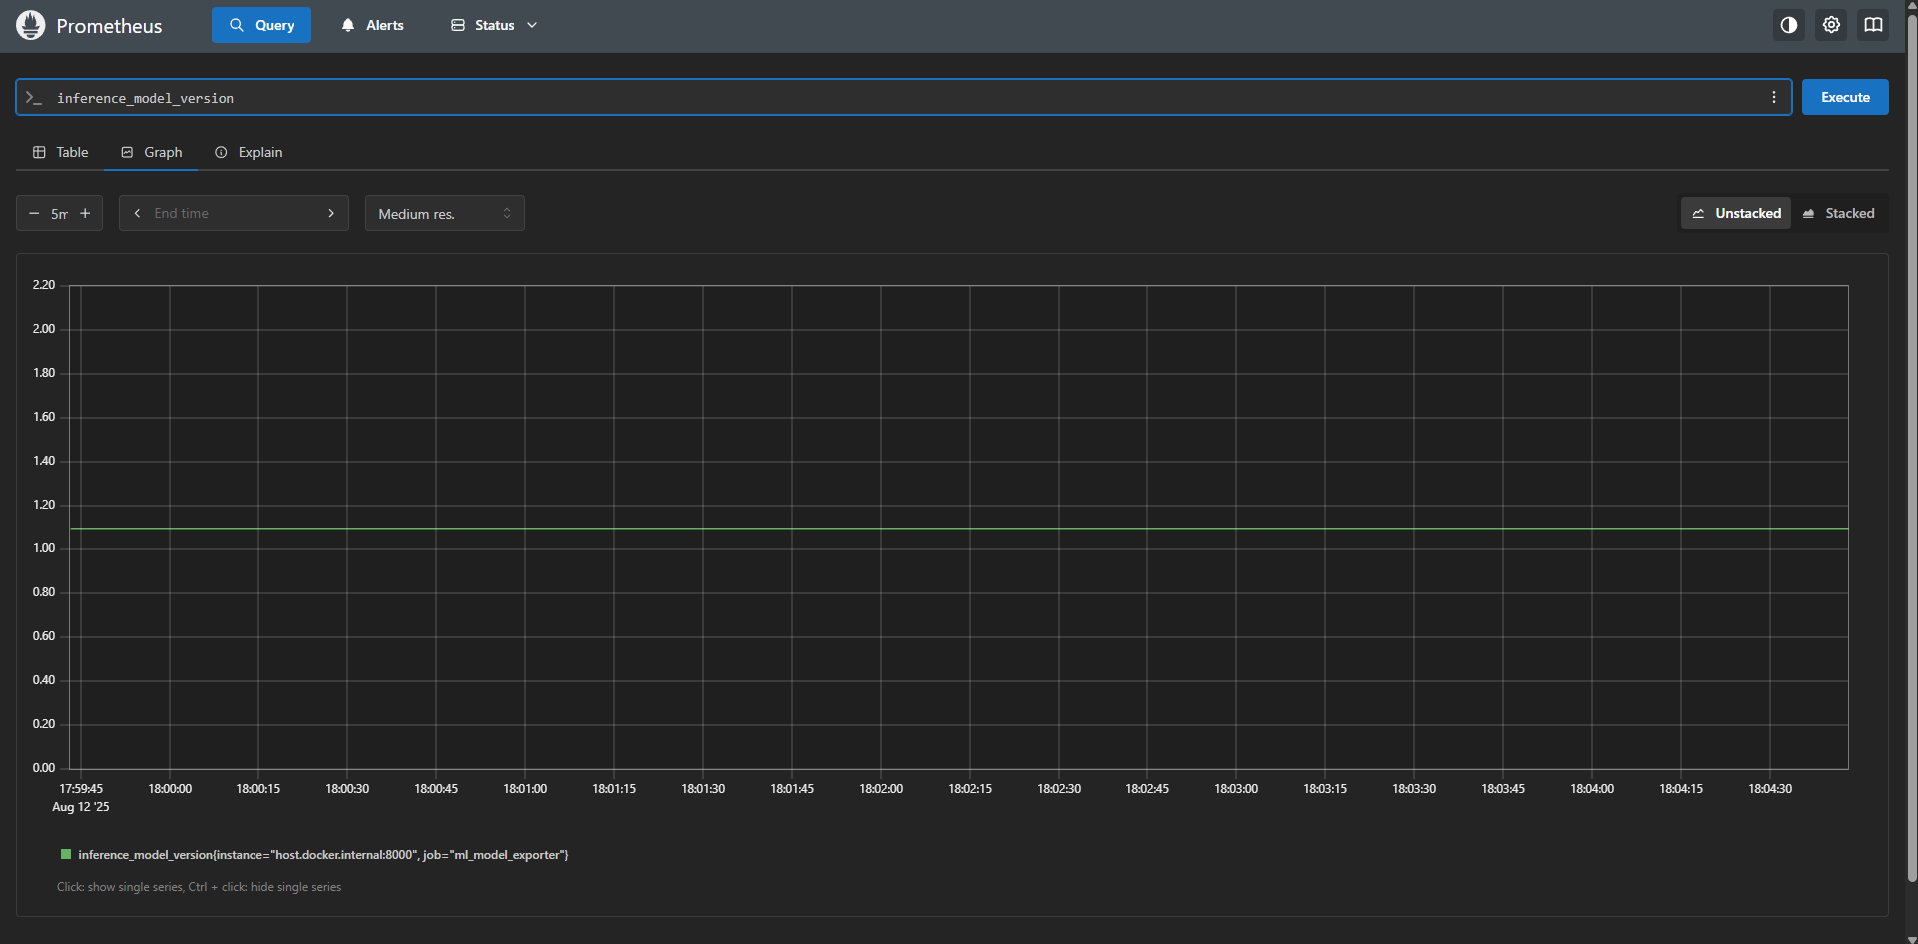 Prometheus Query Alerts Status
>_ inference_model_version Execute
Table Graph Explain
5m End time Medium res. Unstacked Stacked
2.20
2.00
1.80
1.60
1.40
1.20
1.00
0.80
0.60
0.40
0.20
0.00
17:59:45 18:00:00 18:00:15 18:00:30 18:00:45 18:01:00 18:01:15 18:01:30 18:01:45 18:02:00 18:02:15 18:02:30 18:02:45 18:03:00 18:03:15 18:03:30 18:03:45 18:04:00 18:04:15 18:04:30
Aug 12 '25
inference_model_version{instance="host.docker.internal:8000", job="ml_model_exporter"}
Click: show single series, Ctrl + click: hide single series